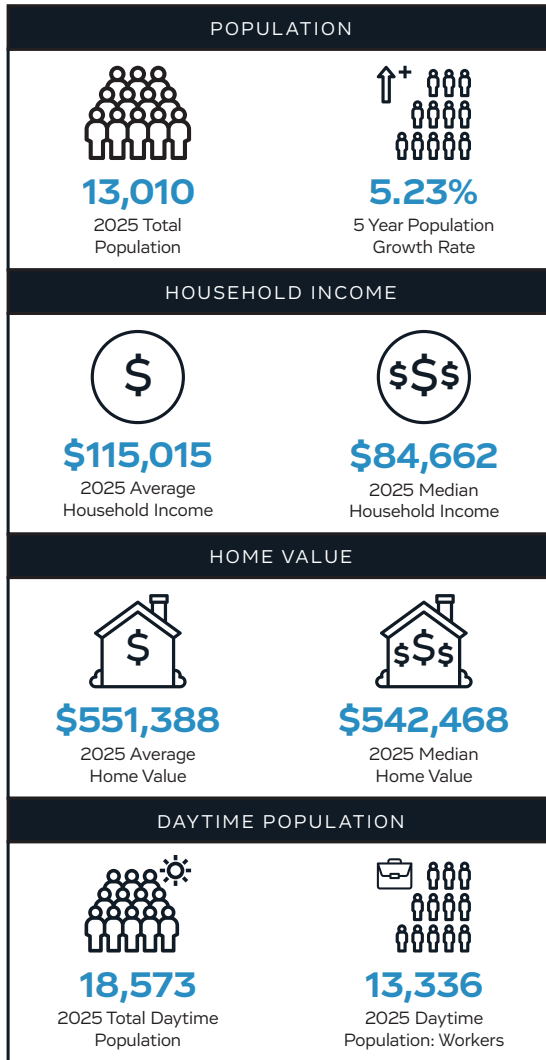 POPULATION
13,010
2025 Total
Population
5.23%
5 Year Population
Growth Rate
HOUSEHOLD INCOME
$
$115,015
2025 Average
Household Income
$$$
$84,662
2025 Median
Household Income
HOME VALUE
$
$551,388
2025 Average
Home Value
$$$
$542,468
2025 Median
Home Value
DAYTIME POPULATION
18,573
2025 Total Daytime
Population
13,336
2025 Daytime
Population: Workers